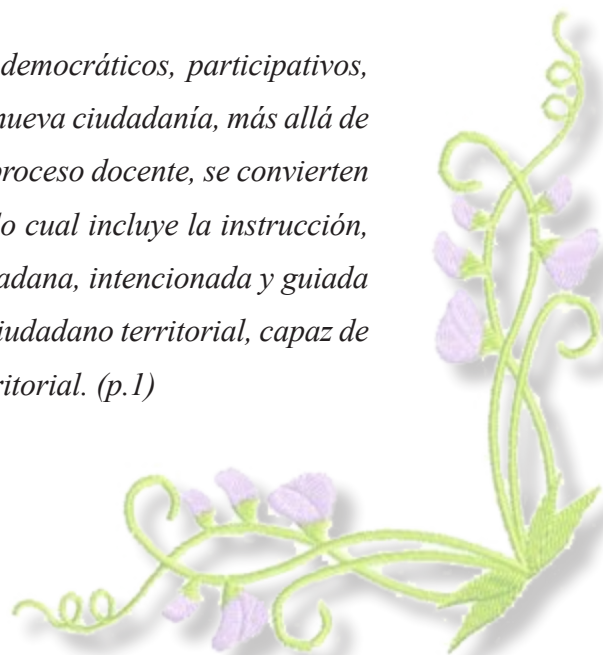 democráticos, participativos,
nueva ciudadanía, más allá de
proceso docente, se convierten
lo cual incluye la instrucción,
adana, intencionada y guiada
iudadano territorial, capaz de
ritorial. (p.1)